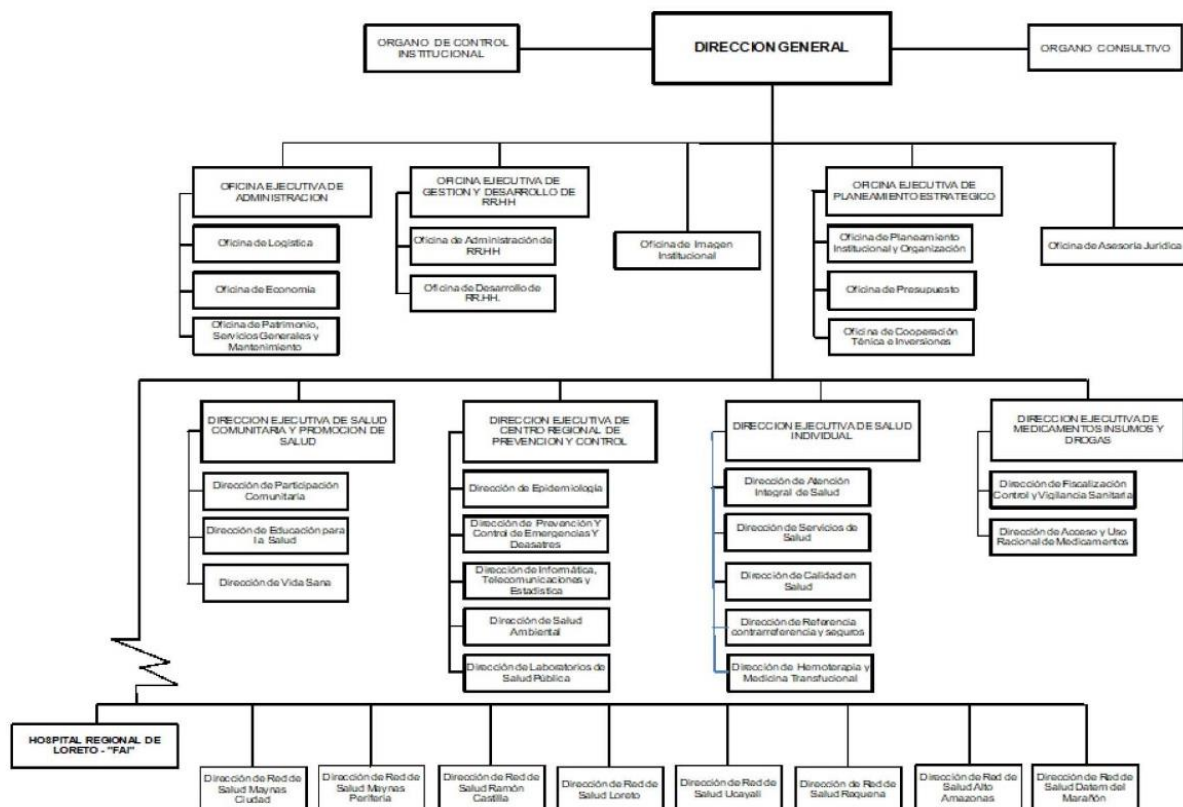 ORGANO DE CONTROL
INSTITUCIONAL
DIRECCION GENERAL
ORGANO CONSULTIVO
OFICINA EJECUTIVA DE
ADMINISTRACION
Oficina de Logística
Oficina de Economia
Oficina de Patrimonio,
Servicios Generales y
Mantenimiento
OFICINA EJECUTIVA DE
GESTION Y DESARROLLO DE
RR.HH
Oficina de Administración de
RR.HH
Oficina de Desarrollo de
RR.HH.
Oficina de Imagen
Institucional
OFICINA EJECUTIVA DE
PLANEAMIENTO ESTRATEGICO
Oficina de Planeamiento
Institucional y Organización
Oficina de Presupuesto
Oficina de Cooperación
Ténica e Inversiones
Oficina de Asesoría Jurídica
DIRECCION EJECUTIVA DE SALUD
COMUNITARIA Y PROMOCION DE
SALUD
Dirección de Participación
Comunitaria
Dirección de Educación para
la Salud
Dirección de Vida Sana
DIRECCION EJECUTIVA DE
CENTRO REGIONAL DE
PREVENCION Y CONTROL
Dirección de Epidemiologia
Dirección de Prevención Y
Control de Emergencias Y
Deasatres
Dirección de Informática,
Telecomunicaciones y
Estadística
Dirección de Salud
Ambiental
Dirección de Laboratorios de
Salud Pública
DIRECCION EJECUTIVA DE SALUD
INDIVIDUAL
Dirección de Atención
Integral de Salud
Dirección de Servicios de
Salud
Dirección de Calidad en
Salud
Dirección de Referencia
contrarreferencia y seguros
Dirección de Hemoterapia y
Medicina Transfucional
DIRECCION EJECUTIVA DE
MEDICAMENTOS INSUMOS Y
DROGAS
Dirección de Fiscalización
Control y Vigilancia Sanitaria
Dirección de Acceso y Uso
Racional de Medicamentos
HOSPITAL REGIONAL DE
LORETO - "FAI"
Dirección de Red de
Salud Maynas
Ciudad
Dirección de Red de
Salud Maynas
Periferia
Dirección de Red de
Salud Ramón
Castilla
Dirección de Red de
Salud Loreto
Dirección de Red de
Salud Ucayali
Dirección de Red de
Salud Requena
Dirección de Red de
Salud Alto
Amazonas
Dirección de Red de
Salud Datem del
Marañón